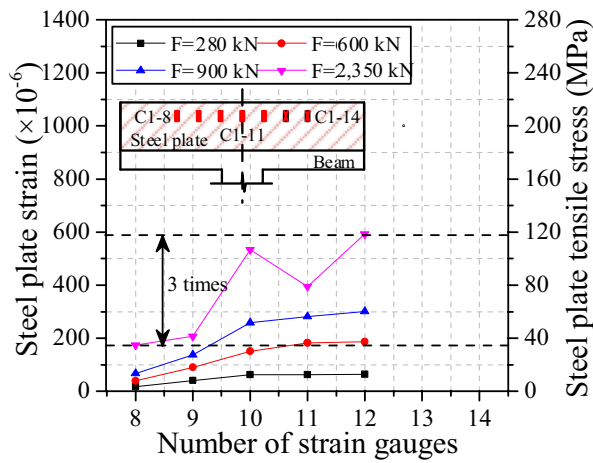 F=280 kN F=600 kN
F=900 kN F=2,350 kN
C1-8 C1-14
C1-11
Steel plate
Beam
3 times
Steel plate strain (×10⁻⁶)
1400
1200
1000
800
600
400
200
0
Steel plate tensile stress (MPa)
280
240
200
160
120
80
40
0
8 9 10 11 12 13 14
Number of strain gauges